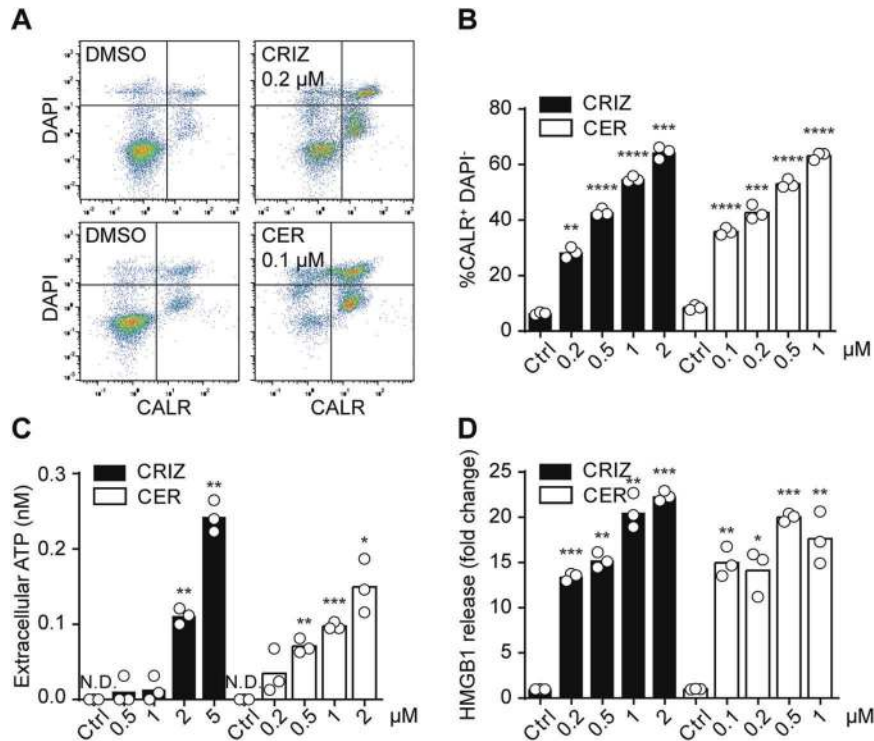 A
DMSO
CRIZ
0.2 µM
DAPI
DMSO
CER
0.1 µM
DAPI
CALR
CALR
B
CRIZ
CER
%CALR⁺ DAPI⁻
80
60
40
20
0
**
****
****
***
****
***
****
****
Ctrl 0.2 0.5 1 2 Ctrl 0.1 0.2 0.5 1 µM
C
CRIZ
CER
Extracellular ATP (nM)
0.3
0.2
0.1
0.0
N.D.
**
**
N.D.
**
***
*
Ctrl 0.5 1 2 5 Ctrl 0.2 0.5 1 2 µM
D
CRIZ
CER
HMGB1 release (fold change)
25
20
15
10
5
0
***
**
**
***
**
*
***
**
Ctrl 0.2 0.5 1 2 Ctrl 0.1 0.2 0.5 1 µM